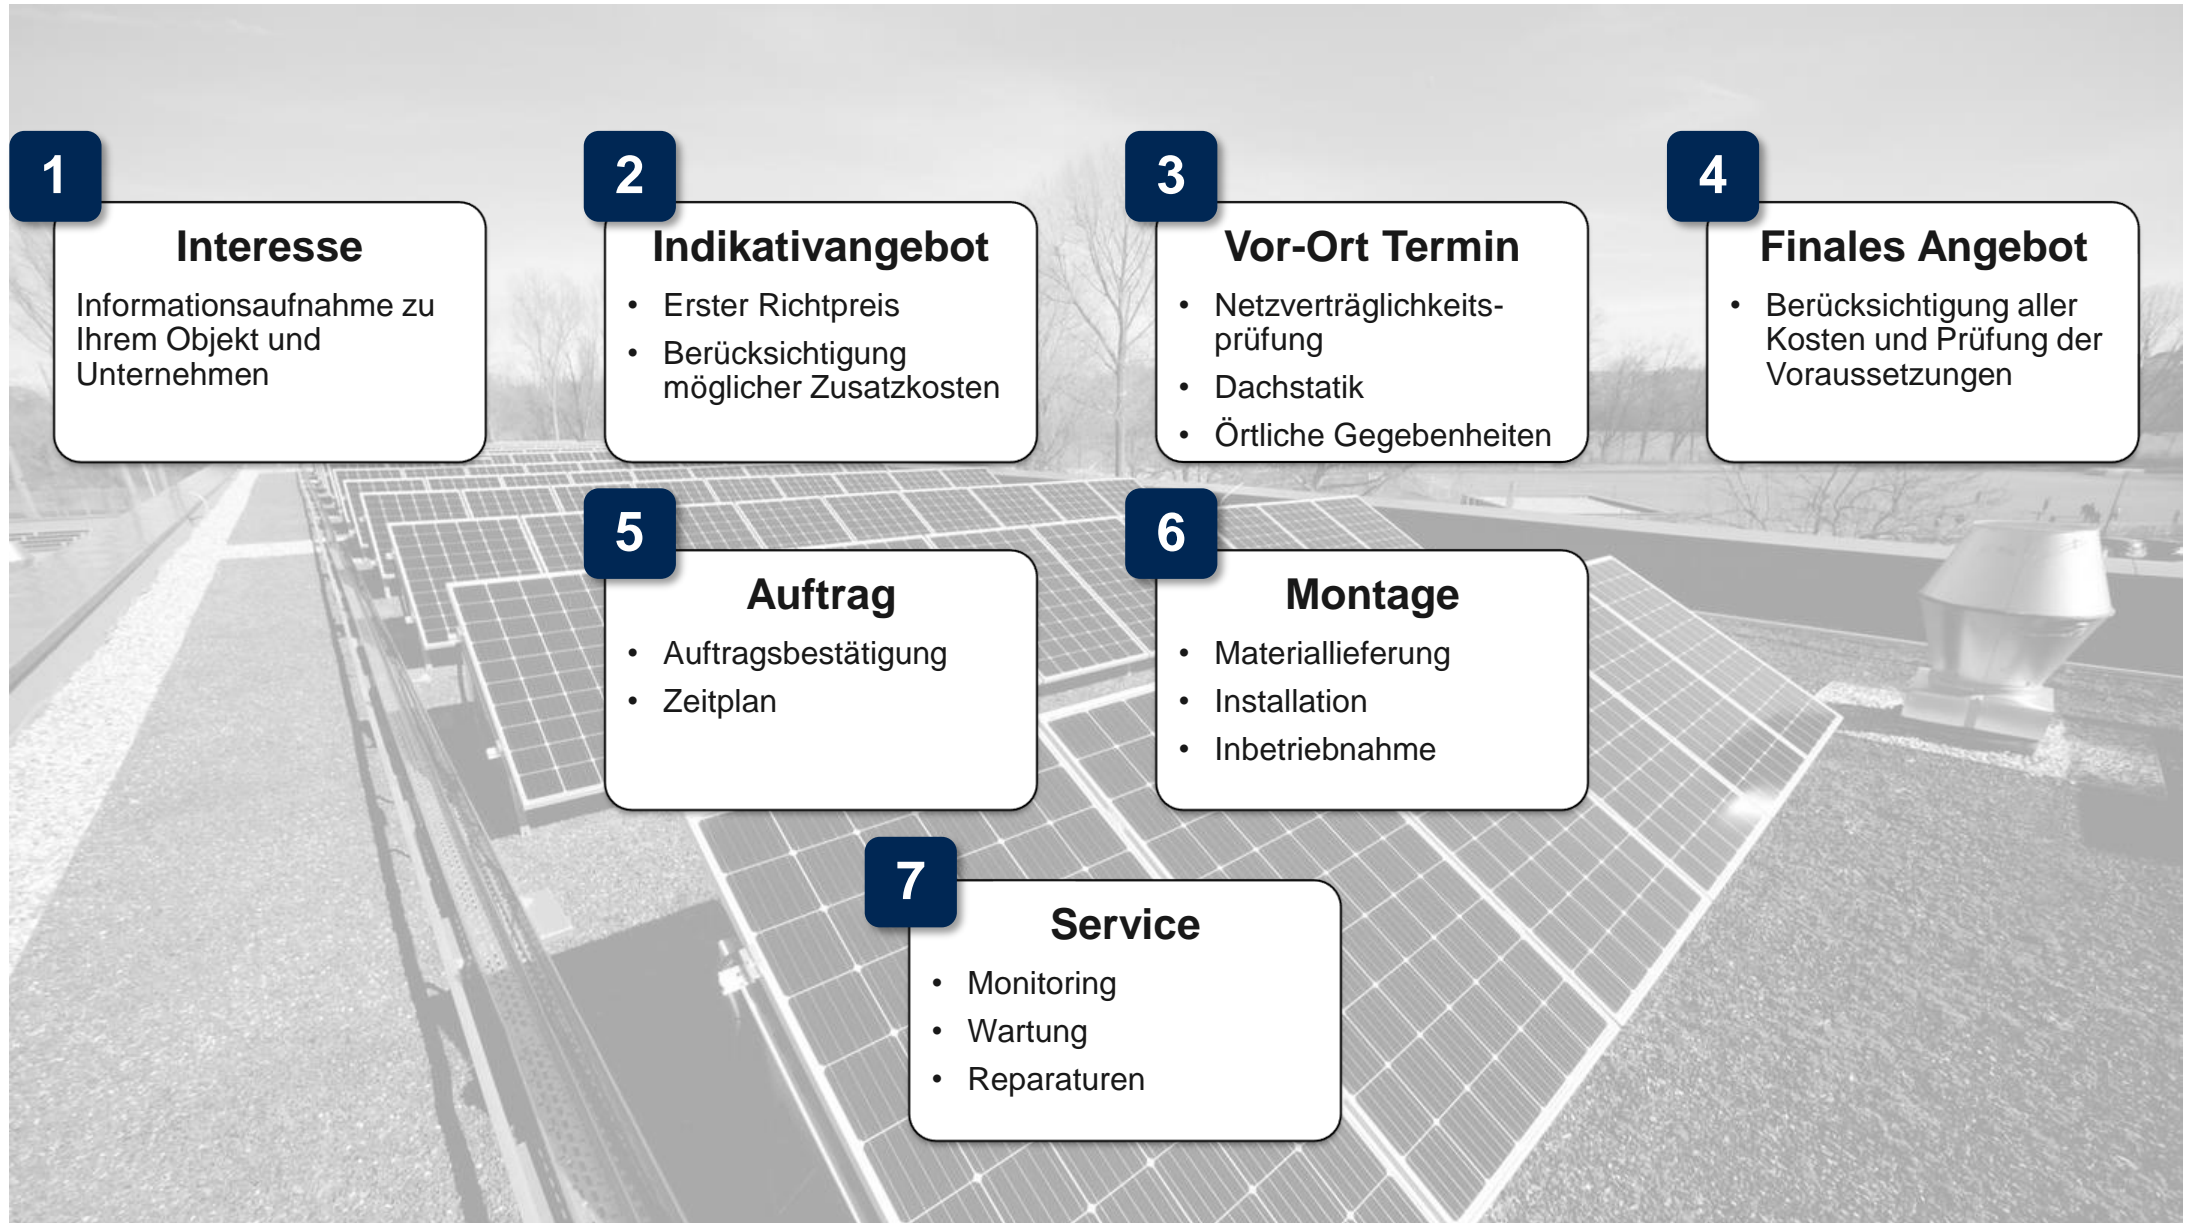 1
Interesse
Informationsaufnahme zu
Ihrem Objekt und
Unternehmen
2
Indikativangebot
• Erster Richtpreis
• Berücksichtigung
möglicher Zusatzkosten
3
Vor-Ort Termin
• Netzverträglichkeits-
prüfung
• Dachstatik
• Örtliche Gegebenheiten
4
Finales Angebot
• Berücksichtigung aller
Kosten und Prüfung der
Voraussetzungen
5
Auftrag
• Auftragsbestätigung
• Zeitplan
6
Montage
• Materiallieferung
• Installation
• Inbetriebnahme
7
Service
• Monitoring
• Wartung
• Reparaturen